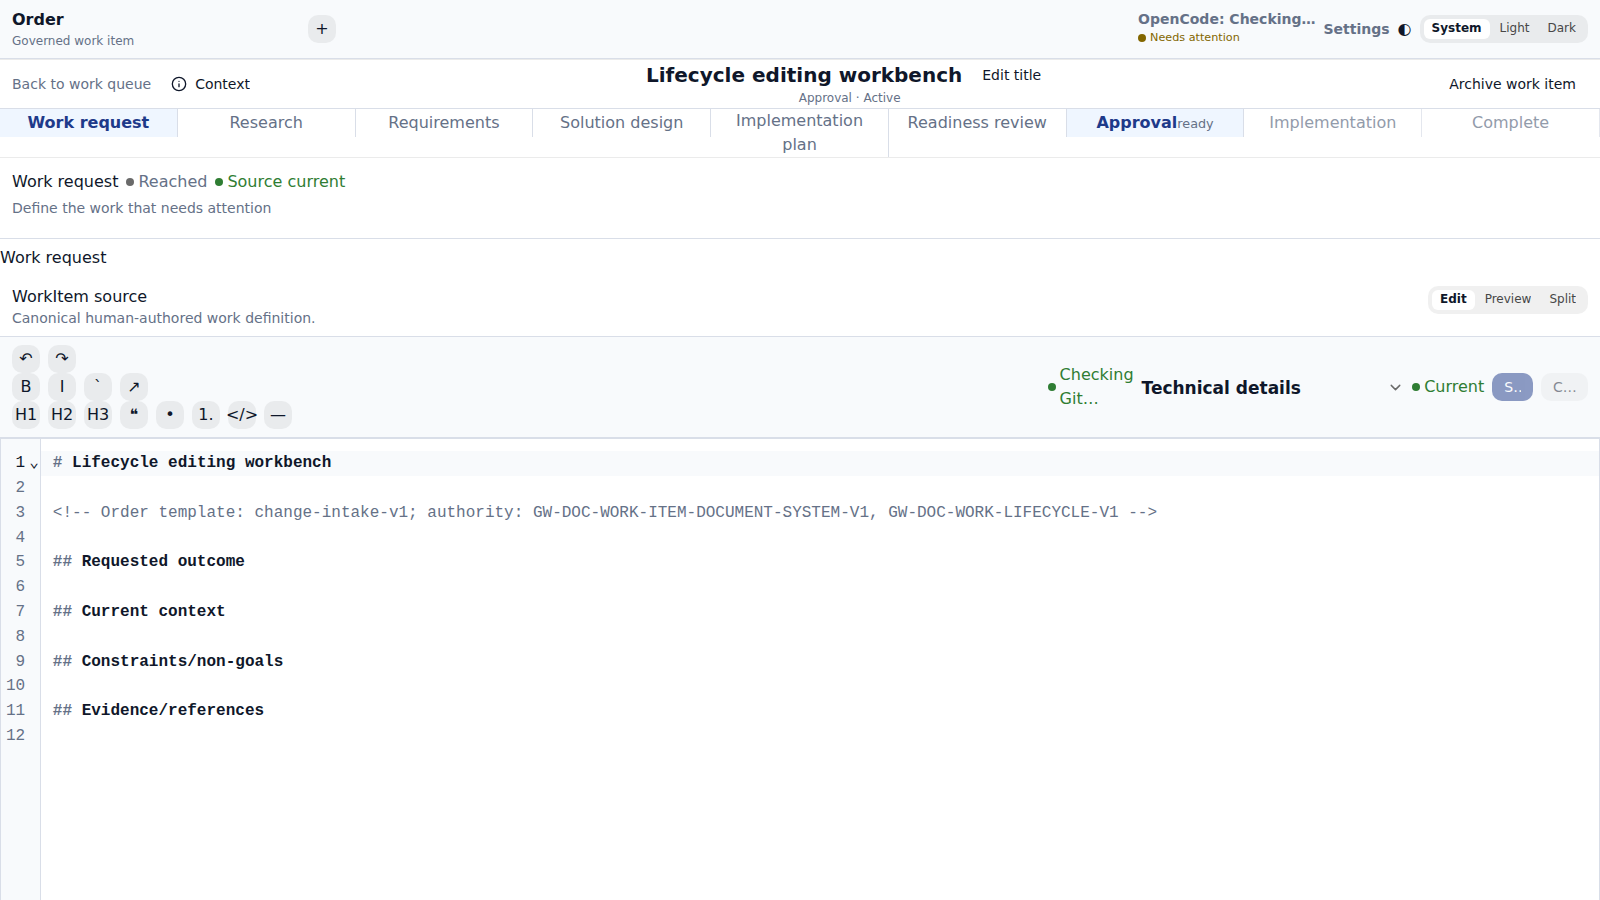 Order
Governed work item
+
OpenCode: Checking…
Needs attention
Settings
System Light Dark
Back to work queue
Context
Lifecycle editing workbench
Edit title
Approval · Active
Archive work item
Work request
Research
Requirements
Solution design
Implementation plan
Readiness review
Approvalready
Implementation
Complete
Work request Reached Source current
Define the work that needs attention
Work request
WorkItem source
Canonical human-authored work definition.
Edit Preview Split
↶ ↷
B I ` ↗
H1 H2 H3 ❝ • 1. </> —
Checking Git…
Technical details
Current
S..
C...
1 # Lifecycle editing workbench
2
3 <!-- Order template: change-intake-v1; authority: GW-DOC-WORK-ITEM-DOCUMENT-SYSTEM-V1, GW-DOC-WORK-LIFECYCLE-V1 -->
4
5 ## Requested outcome
6
7 ## Current context
8
9 ## Constraints/non-goals
10
11 ## Evidence/references
12